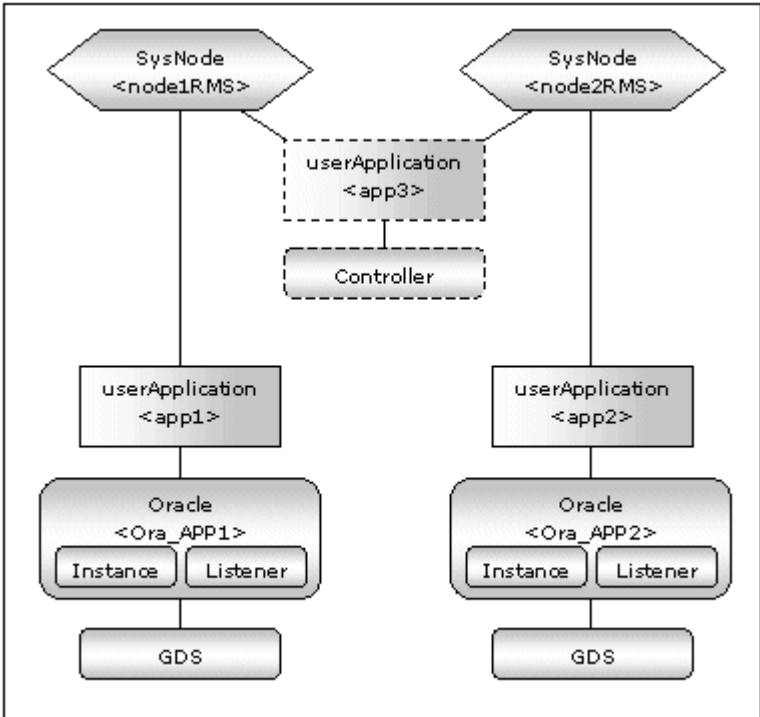 SysNode
<node1RMS>
SysNode
<node2RMS>
userApplication
<app3>
Controller
userApplication
<app1>
userApplication
<app2>
Oracle
<Ora_APP1>
Instance
Listener
Oracle
<Ora_APP2>
Instance
Listener
GDS
GDS